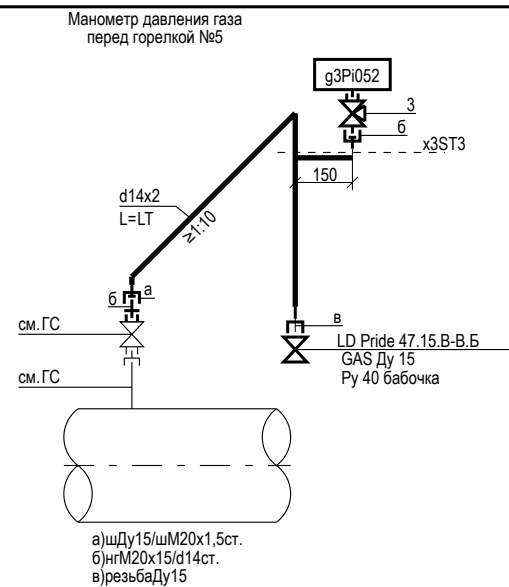 Манометр давления газа
перед горелкой №5
g3Pi052
3
б
x3ST3
150
d14x2
L=LT
≥1:10
а
б
см.ГС
см.ГС
в
LD Pride 47.15.В-В.Б
GAS Ду 15
Ру 40 бабочка
а)шДу15/шМ20х1,5ст.
б)нгМ20х15/d14ст.
в)резьбаДу15